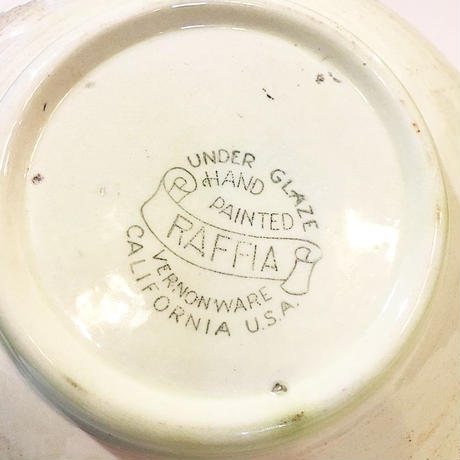 UNDER GLAZE
HAND
PAINTED
RAFFIA
VERNONWARE
CALIFORNIA U.S.A.